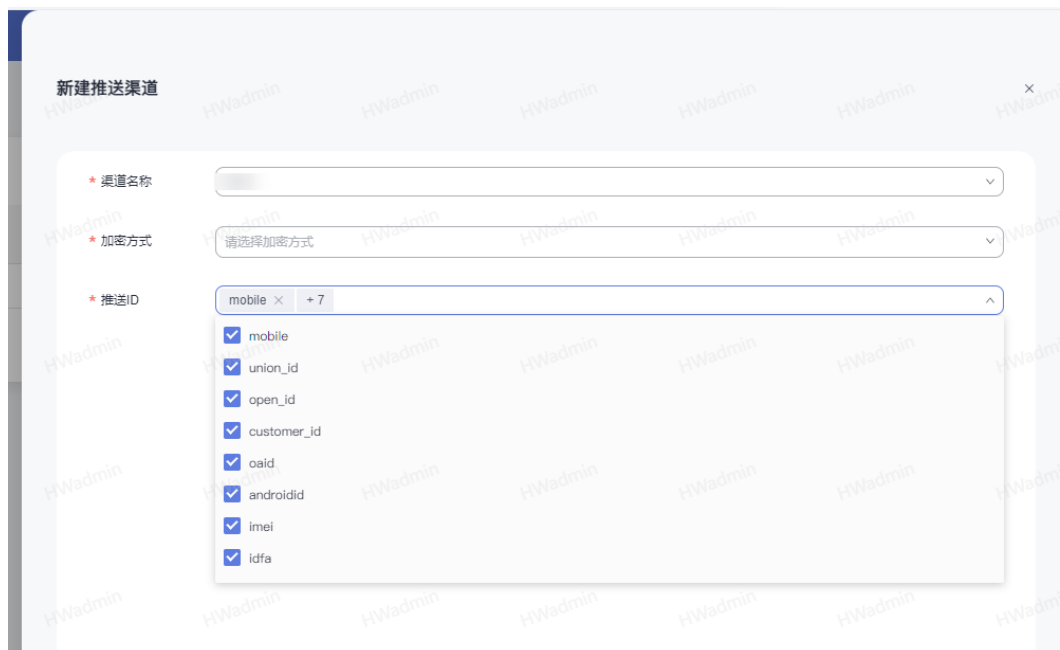 新建推送渠道
×
* 渠道名称
* 加密方式
请选择加密方式
* 推送ID
mobile ×
+ 7
mobile
union_id
open_id
customer_id
oaid
androidid
imei
idfa
HWadmin